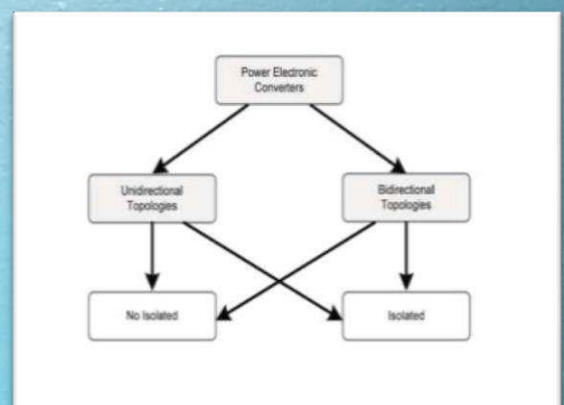 Power Electronic
Converters
Unidirectional
Topologies
Bidirectional
Topologies
No Isolated
Isolated